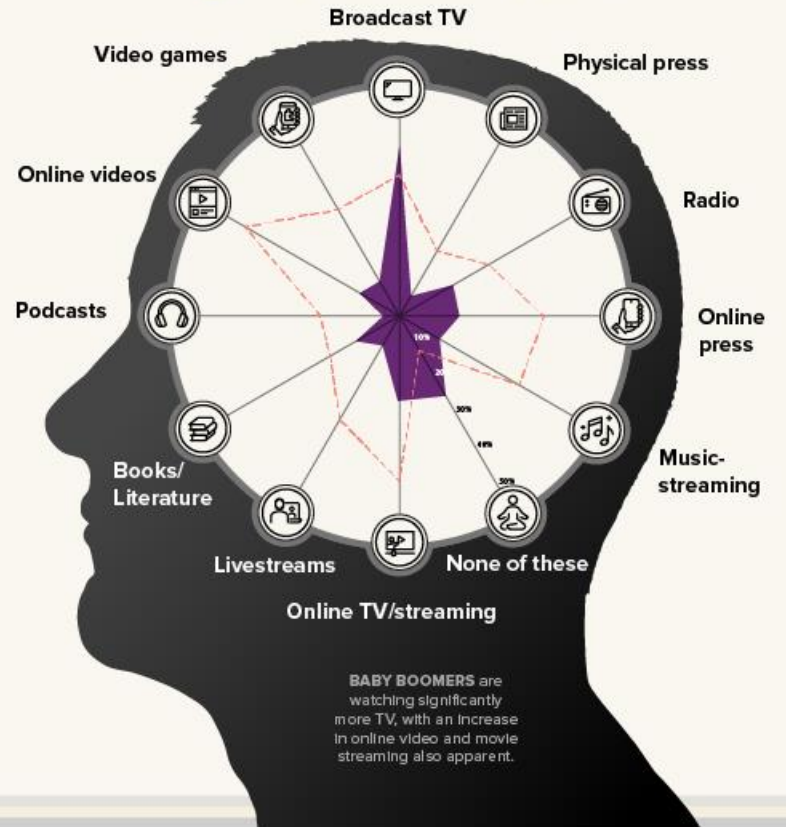 Broadcast TV
Video games
Physical press
Online videos
Radio
Podcasts
Online
press
10%
20
30%
40%
50%
Books/
Literature
Music-
streaming
Livestreams
None of these
Online TV/streaming
BABY BOOMERS are
watching significantly
more TV, with an increase
in online video and movie
streaming also apparent.